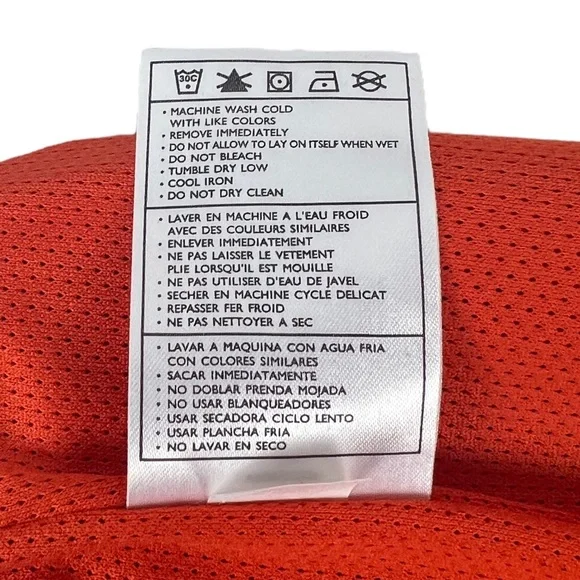 30C
• MACHINE WASH COLD
WITH LIKE COLORS
• REMOVE IMMEDIATELY
• DO NOT ALLOW TO LAY ON ITSELF WHEN WET
• DO NOT BLEACH
• TUMBLE DRY LOW
• COOL IRON
• DO NOT DRY CLEAN
• LAVER EN MACHINE A L'EAU FROID
AVEC DES COULEURS SIMILAIRES
• ENLEVER IMMEDIATEMENT
• NE PAS LAISSER LE VETEMENT
PLIE LORSQU'IL EST MOUILLE
• NE PAS UTILISER D'EAU DE JAVEL
• SECHER EN MACHINE CYCLE DELICAT
• REPASSER FER FROID
• NE PAS NETTOYER A SEC
• LAVAR A MAQUINA CON AGUA FRIA
CON COLORES SIMILARES
• SACAR INMEDIATAMENTE
• NO DOBLAR PRENDA MOJADA
• NO USAR BLANQUEADORES
• USAR SECADORA CICLO LENTO
• USAR PLANCHA FRIA
• NO LAVAR EN SECO